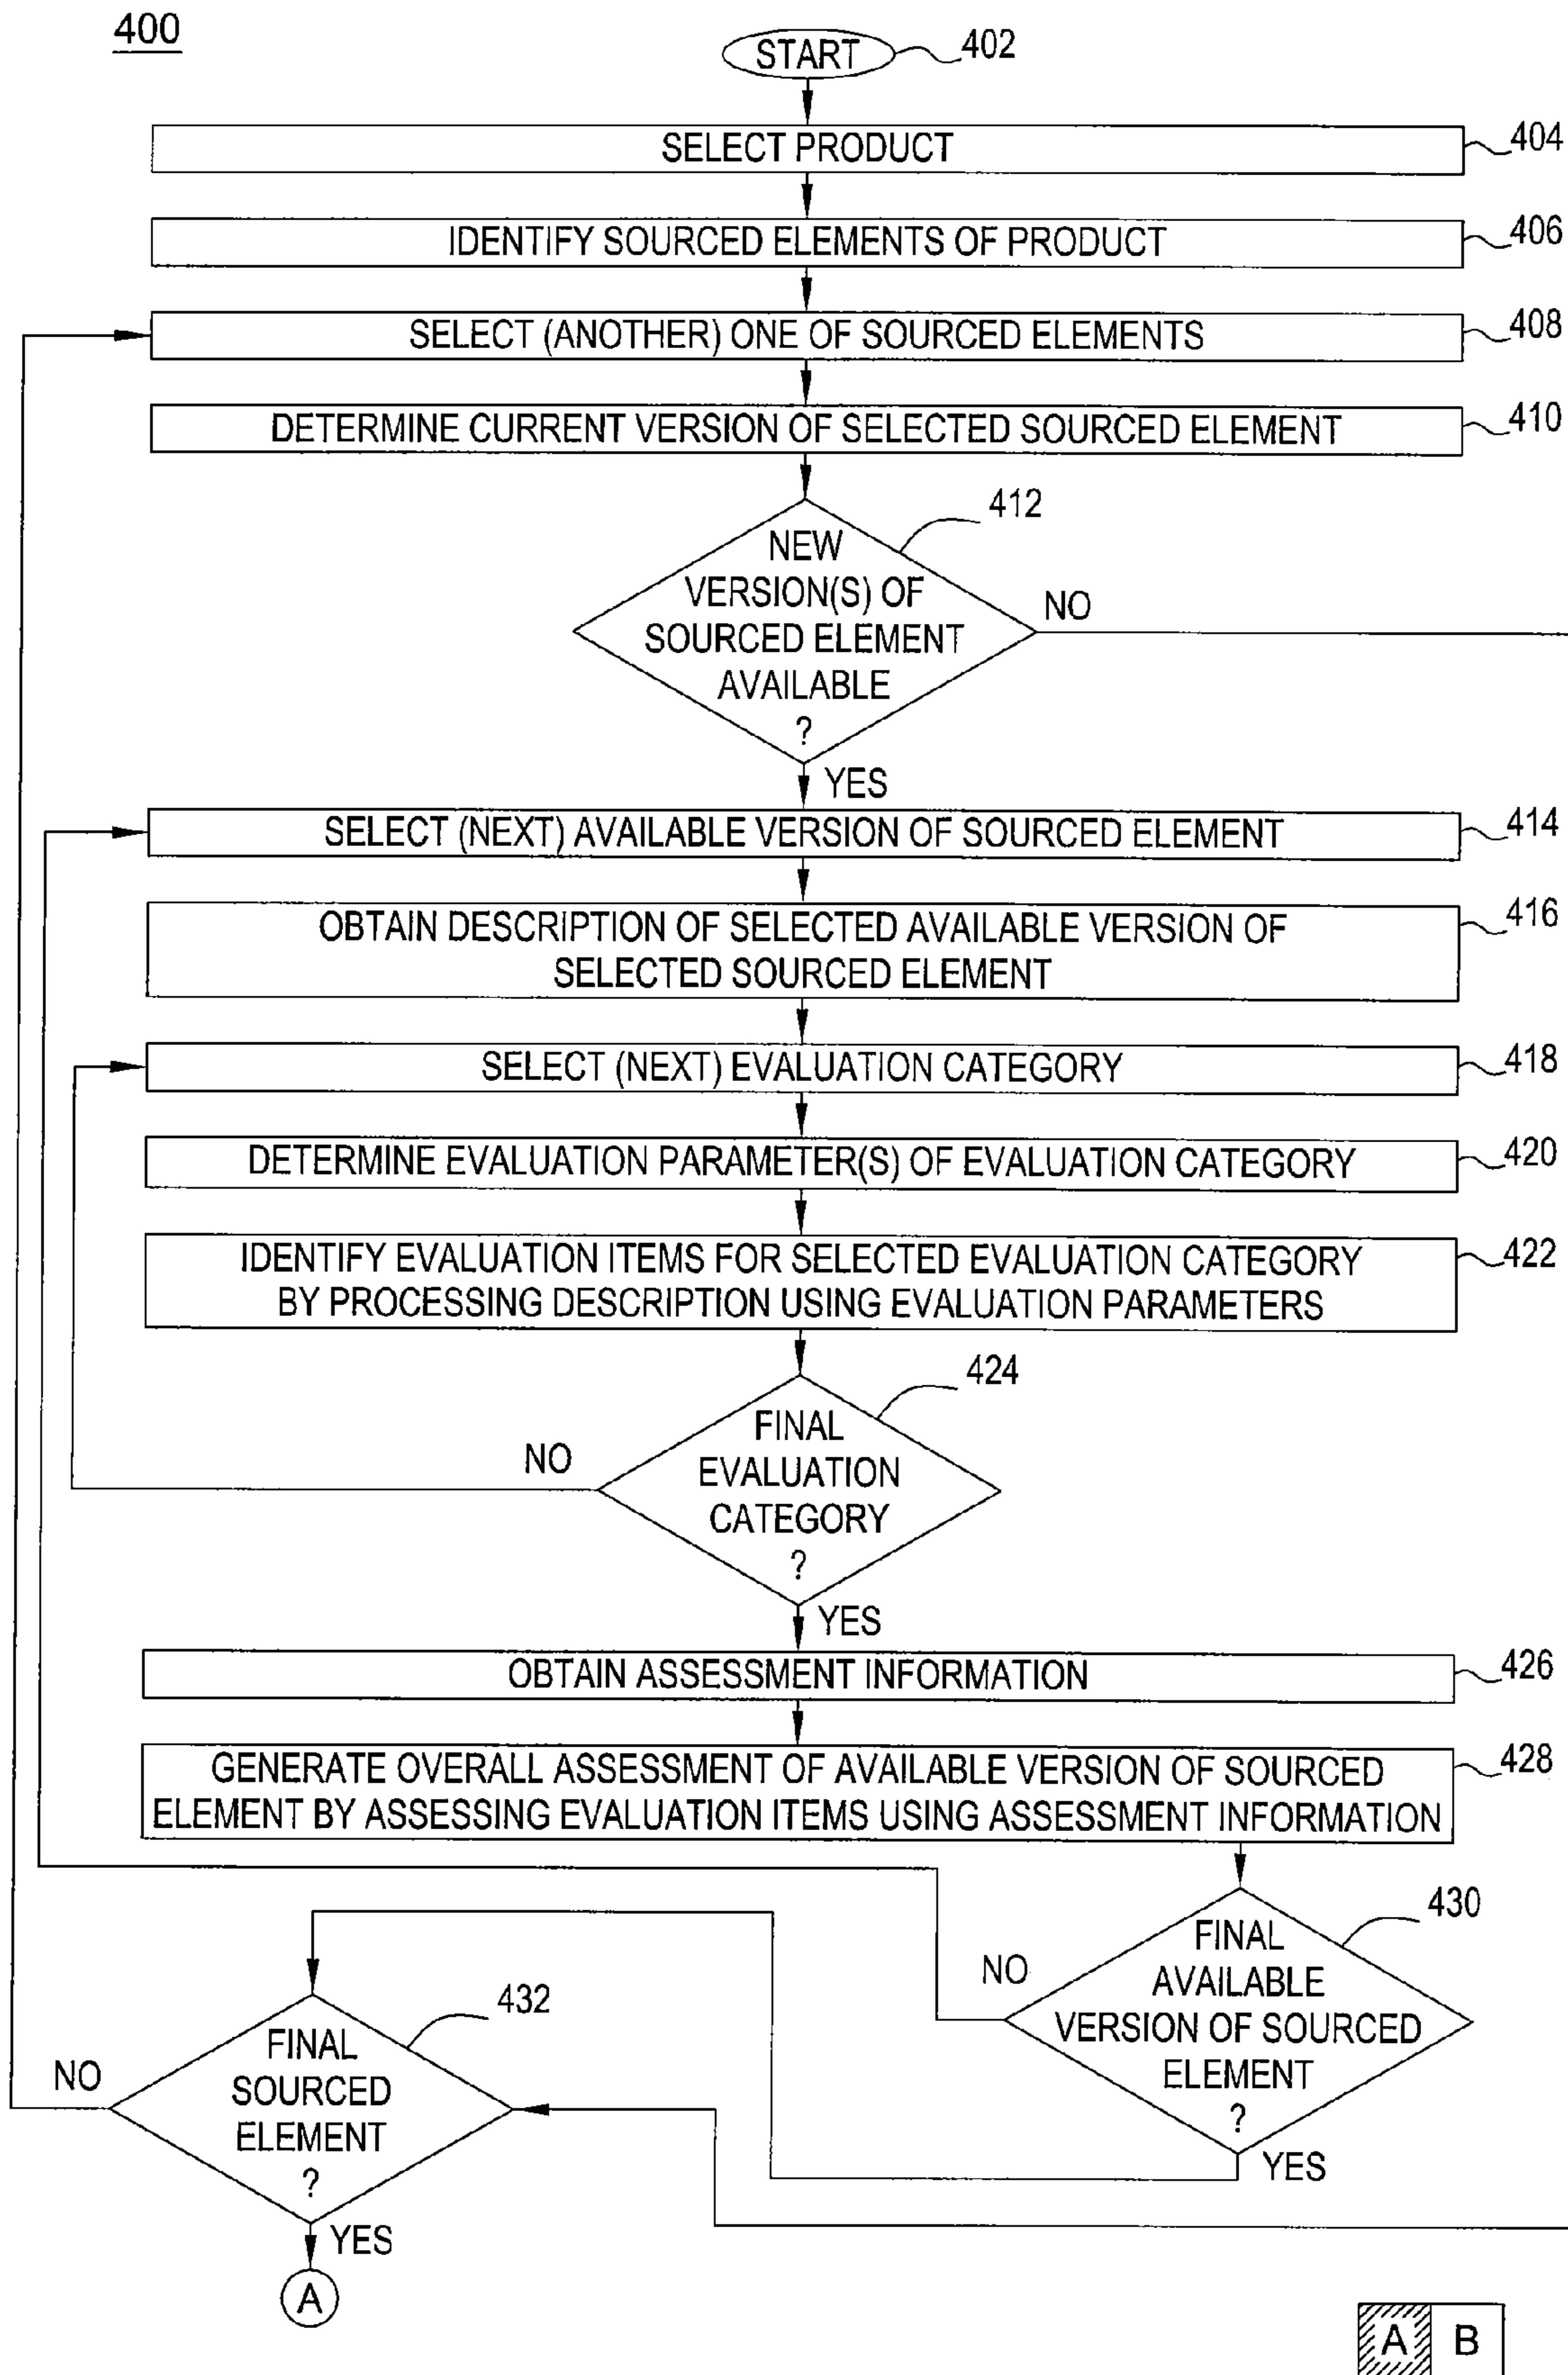 400
START
402
SELECT PRODUCT
404
IDENTIFY SOURCED ELEMENTS OF PRODUCT
406
SELECT (ANOTHER) ONE OF SOURCED ELEMENTS
408
DETERMINE CURRENT VERSION OF SELECTED SOURCED ELEMENT
410
412
NEW
VERSION(S) OF
SOURCED ELEMENT
AVAILABLE
?
NO
YES
SELECT (NEXT) AVAILABLE VERSION OF SOURCED ELEMENT
414
OBTAIN DESCRIPTION OF SELECTED AVAILABLE VERSION OF
SELECTED SOURCED ELEMENT
416
SELECT (NEXT) EVALUATION CATEGORY
418
DETERMINE EVALUATION PARAMETER(S) OF EVALUATION CATEGORY
420
IDENTIFY EVALUATION ITEMS FOR SELECTED EVALUATION CATEGORY
BY PROCESSING DESCRIPTION USING EVALUATION PARAMETERS
422
424
FINAL
EVALUATION
CATEGORY
?
NO
YES
OBTAIN ASSESSMENT INFORMATION
426
GENERATE OVERALL ASSESSMENT OF AVAILABLE VERSION OF SOURCED
ELEMENT BY ASSESSING EVALUATION ITEMS USING ASSESSMENT INFORMATION
428
430
FINAL
AVAILABLE
VERSION OF SOURCED
ELEMENT
?
NO
YES
432
FINAL
SOURCED
ELEMENT
?
NO
YES
A
A B